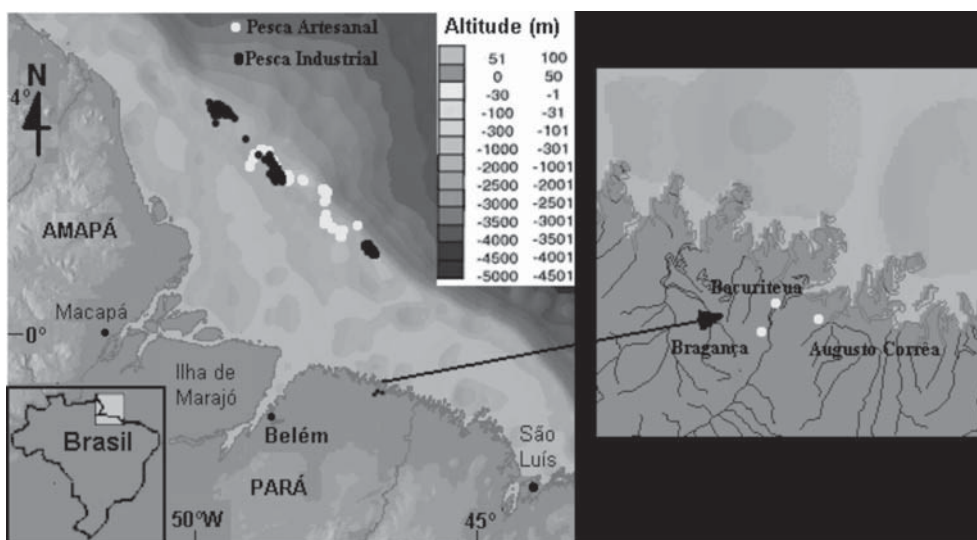 Pesca Artesanal
Pesca Industrial
Altitude (m)
51 100
0 50
-30 -1
-100 -31
-300 -101
-1000 -301
-2000 -1001
-2500 -2001
-3000 -2501
-3500 -3001
-4000 -3501
-4500 -4001
-5000 -4501
N
4°
AMAPÁ
Macapá
0°
Ilha de
Marajó
Belém
São
Luís
Brasil
PARÁ
50°W
45°
Bacuriteua
Bragança
Augusto Corrêa